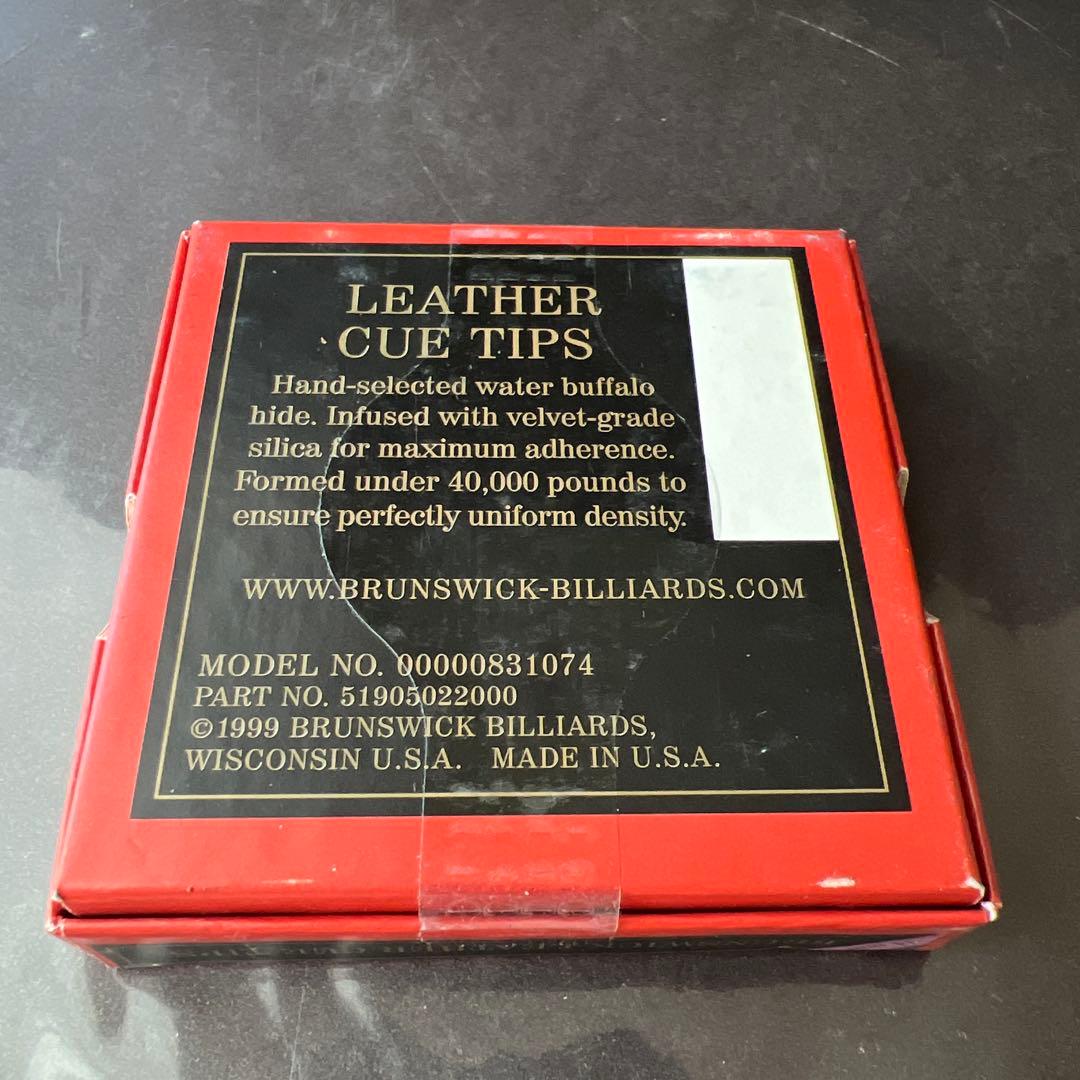 LEATHER
CUE TIPS
Hand-selected water buffalo
hide. Infused with velvet-grade
silica for maximum adherence.
Formed under 40,000 pounds to
ensure perfectly uniform density.
WWW.BRUNSWICK-BILLIARDS.COM
MODEL NO. 00000831074
PART NO. 51905022000
©1999 BRUNSWICK BILLIARDS,
WISCONSIN U.S.A. MADE IN U.S.A.